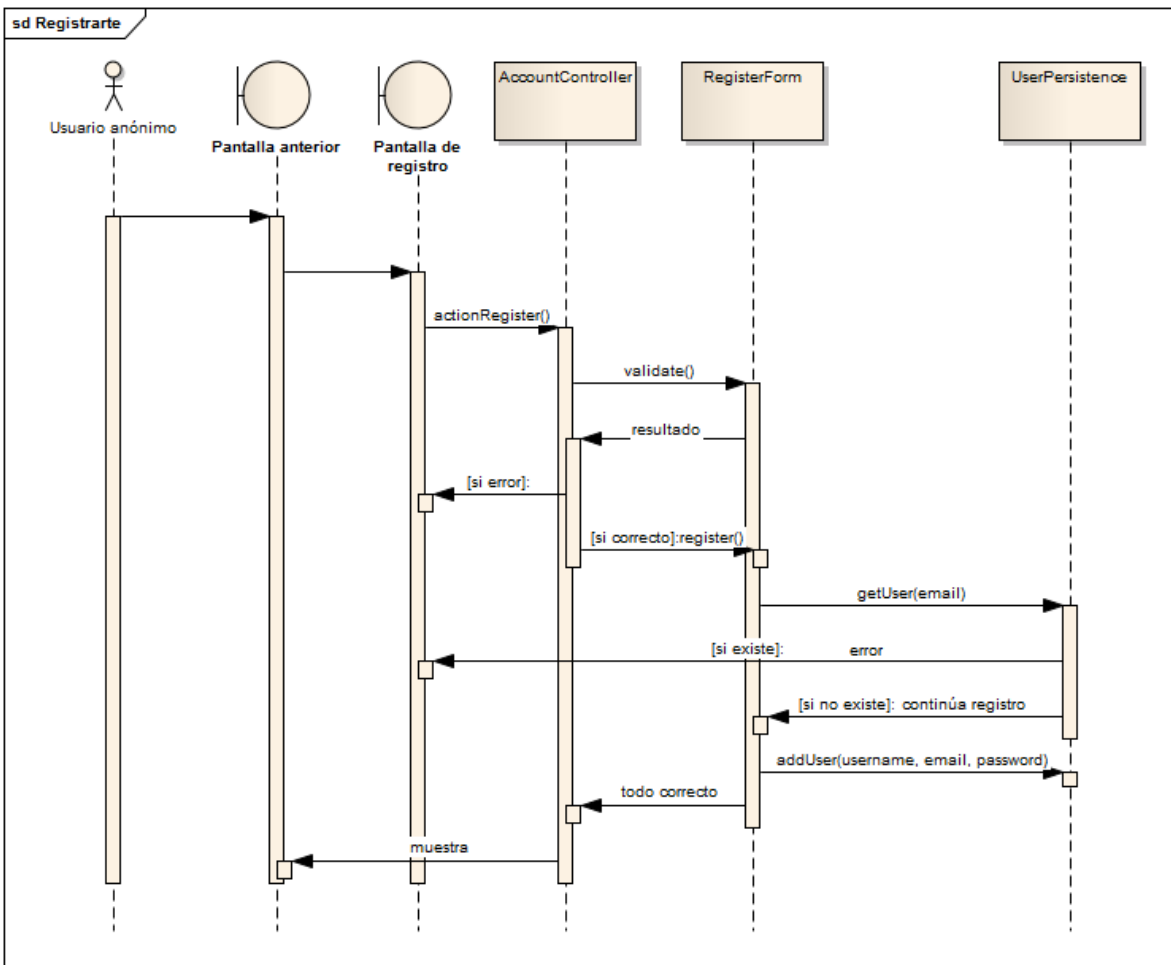 sd Registrarte
Usuario anónimo
Pantalla anterior
Pantalla de
registro
AccountController
RegisterForm
UserPersistence
actionRegister()
validate()
resultado
[si error]:
[si correcto]:register()
getUser(email)
[si existe]: error
[si no existe]: continúa registro
addUser(username, email, password)
todo correcto
muestra